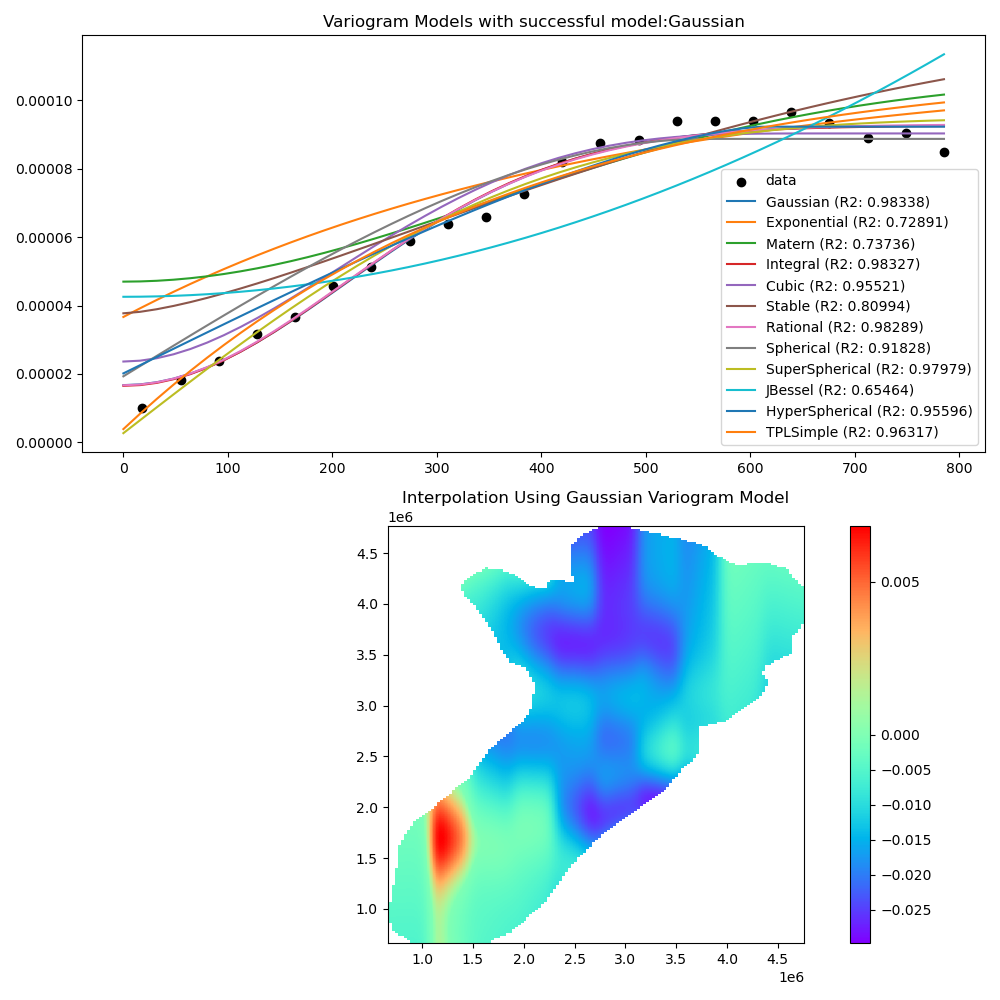 Variogram Models with successful model:Gaussian
0.00010
0.00008
0.00006
0.00004
0.00002
0.00000
data
Gaussian (R2: 0.98338)
Exponential (R2: 0.72891)
Matern (R2: 0.73736)
Integral (R2: 0.98327)
Cubic (R2: 0.95521)
Stable (R2: 0.80994)
Rational (R2: 0.98289)
Spherical (R2: 0.91828)
SuperSpherical (R2: 0.97979)
JBessel (R2: 0.65464)
HyperSpherical (R2: 0.95596)
TPLSimple (R2: 0.96317)
0 100 200 300 400 500 600 700 800
Interpolation Using Gaussian Variogram Model
1e6
4.5
4.0
3.5
3.0
2.5
2.0
1.5
1.0
1.0 1.5 2.0 2.5 3.0 3.5 4.0 4.5
1e6
0.005
0.000
−0.005
−0.010
−0.015
−0.020
−0.025